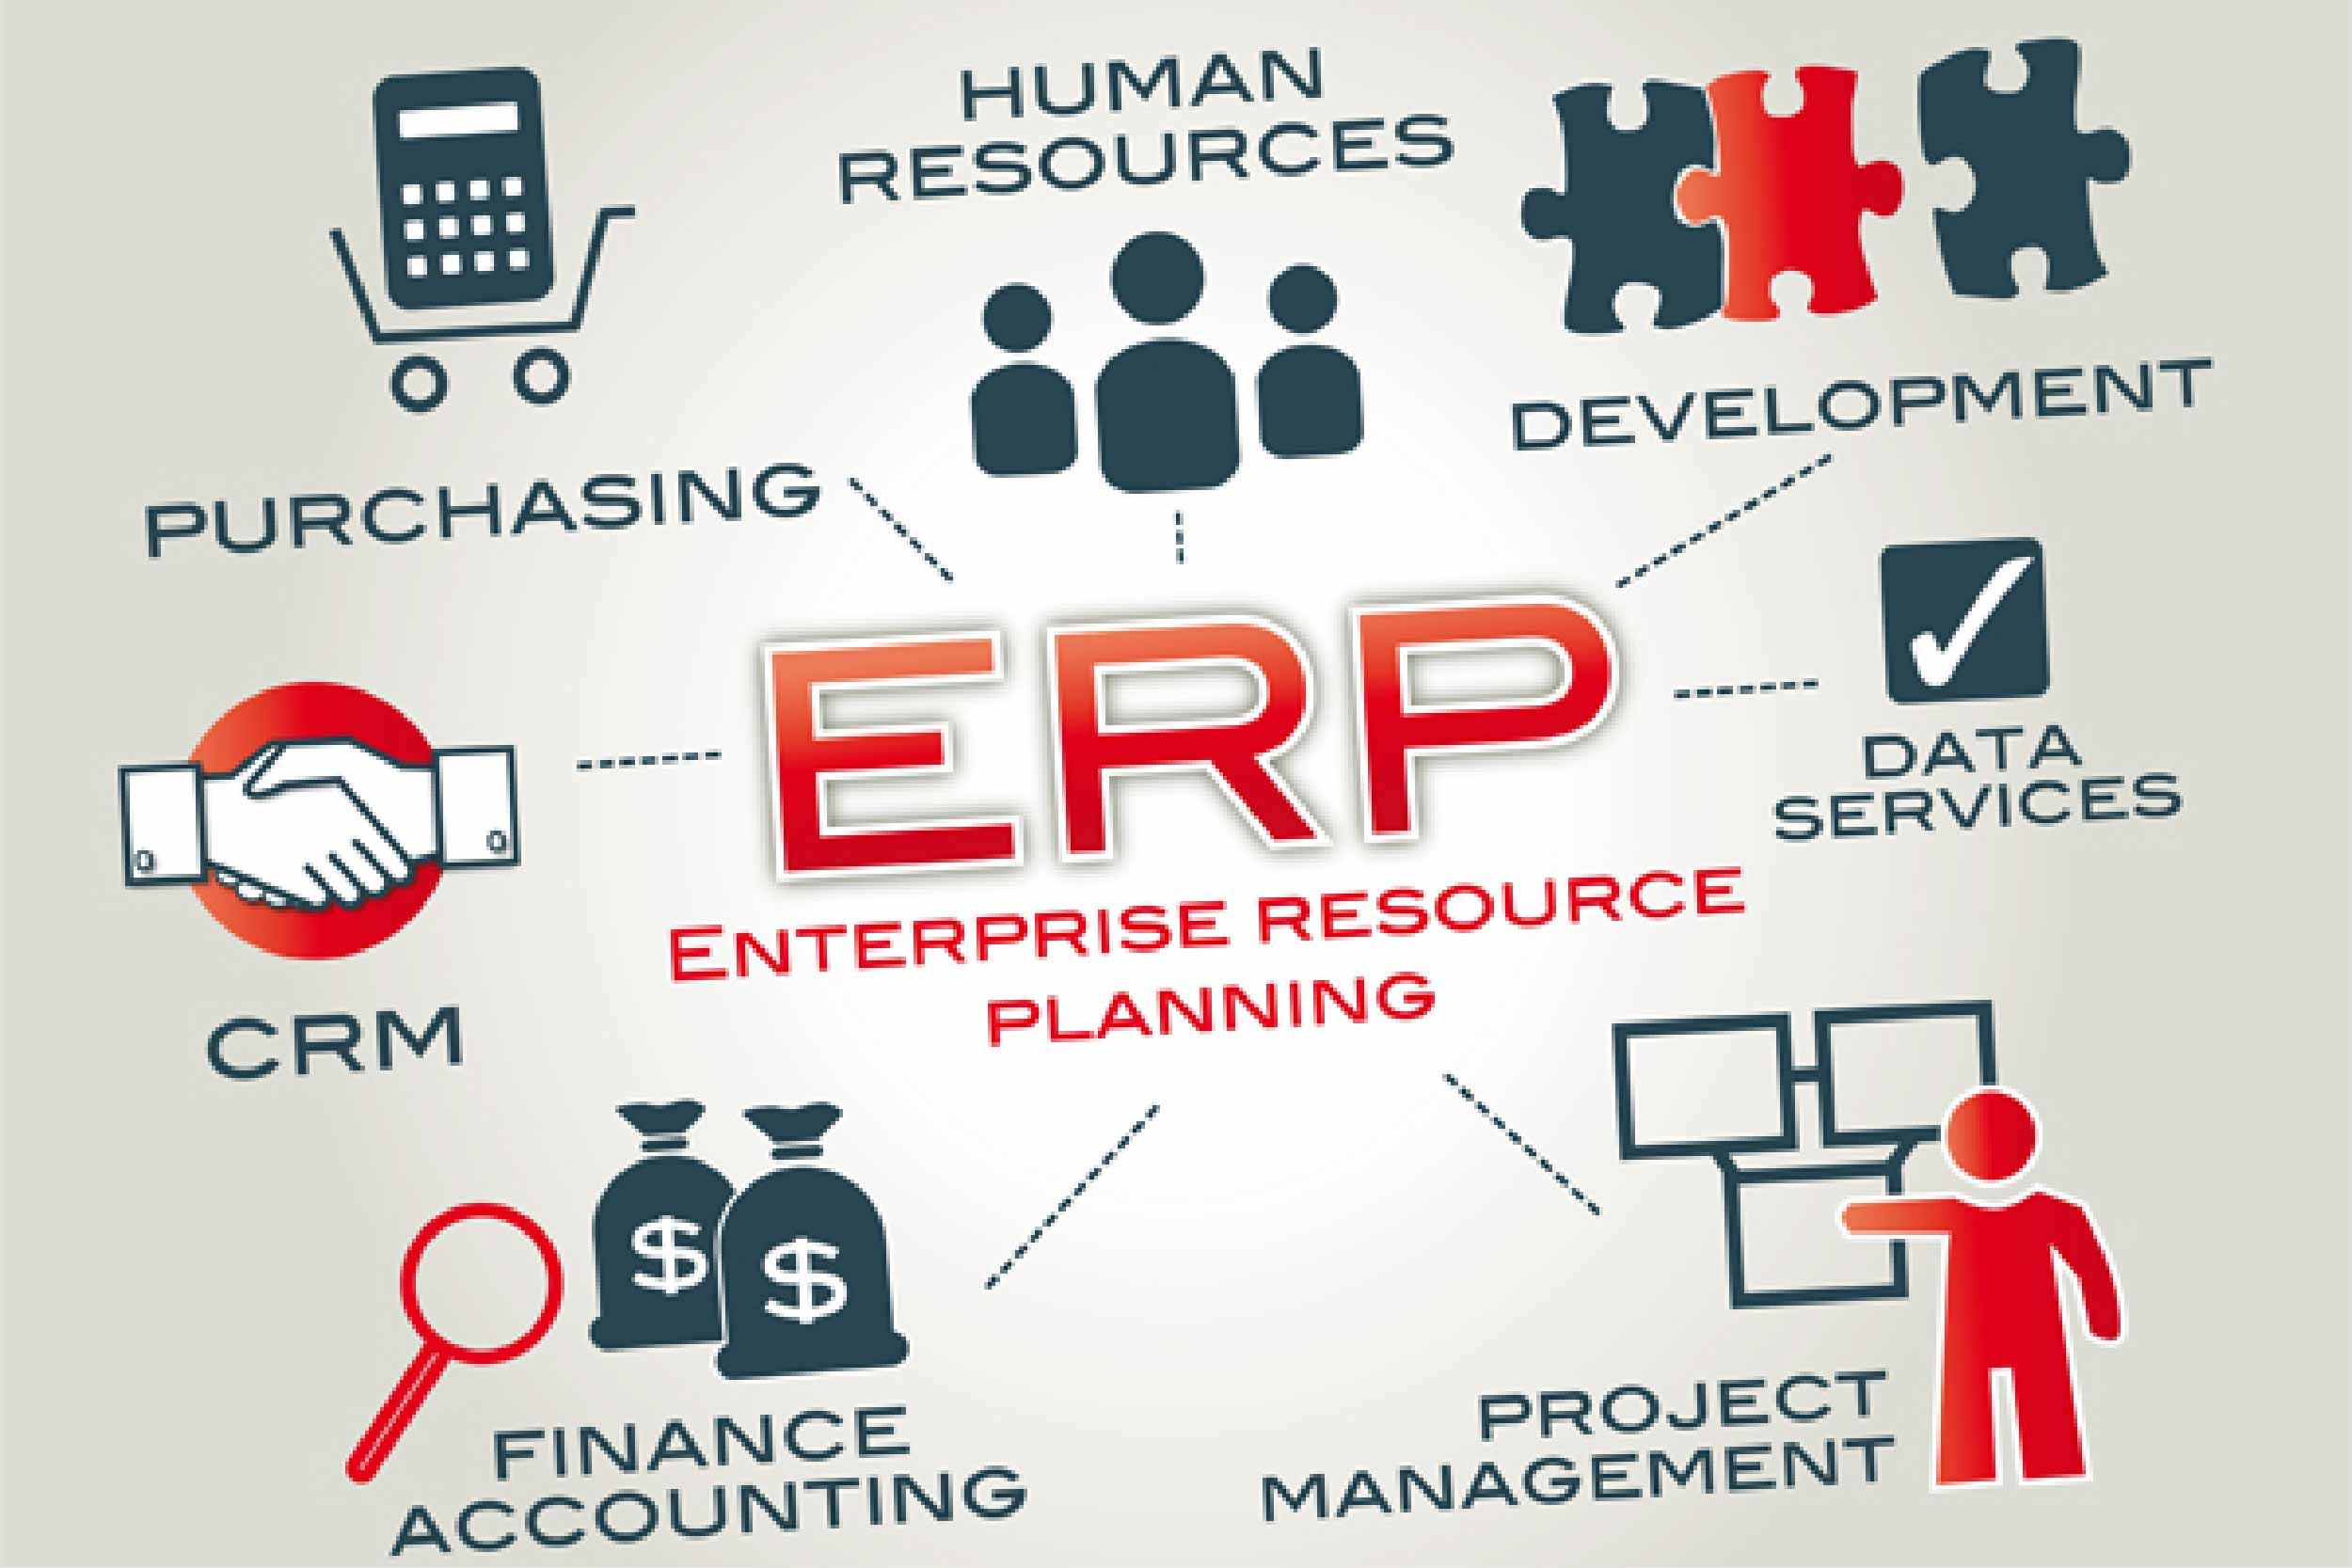 HUMAN
RESOURCES
DEVELOPMENT
PURCHASING
ERP
ENTERPRISE RESOURCE
PLANNING
DATA
SERVICES
CRM
$ $
FINANCE
ACCOUNTING
PROJECT
MANAGEMENT